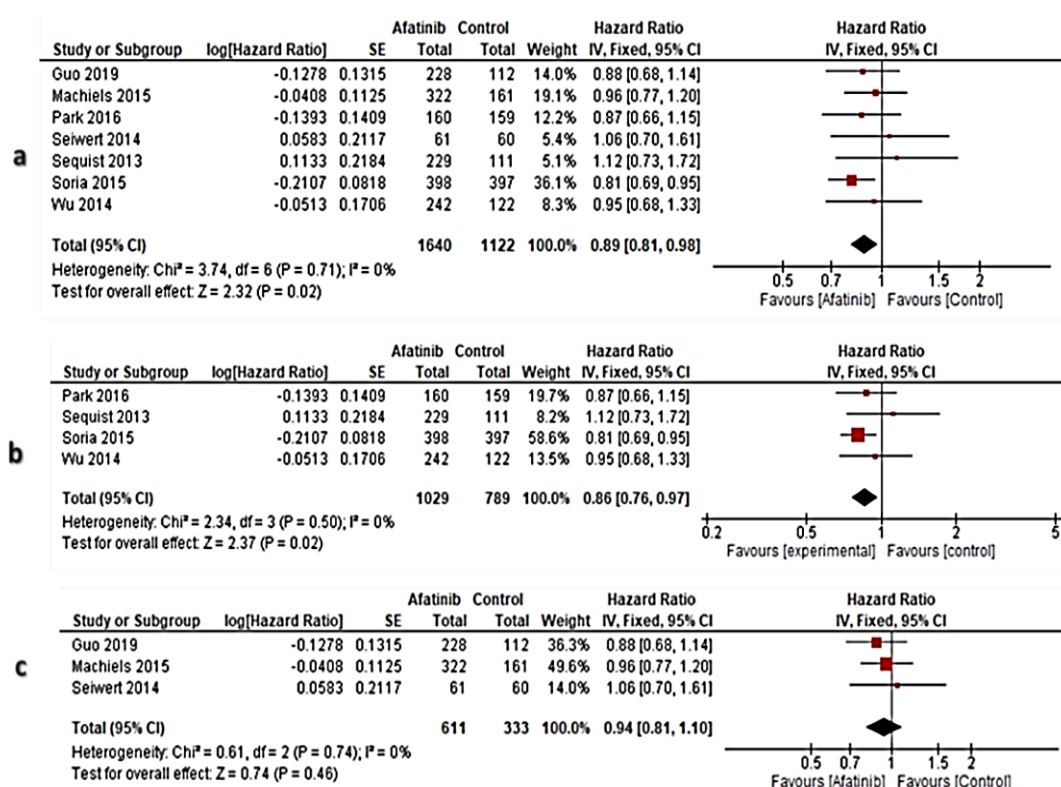 a
Afatinib Control Hazard Ratio Hazard Ratio
Study or Subgroup log[Hazard Ratio] SE Total Total Weight IV, Fixed, 95% CI IV, Fixed, 95% CI
Guo 2019 -0.1278 0.1315 228 112 14.0% 0.88 [0.68, 1.14]
Machiels 2015 -0.0408 0.1125 322 161 19.1% 0.96 [0.77, 1.20]
Park 2016 -0.1393 0.1409 160 159 12.2% 0.87 [0.66, 1.15]
Seiwert 2014 0.0583 0.2117 61 60 5.4% 1.06 [0.70, 1.61]
Sequist 2013 0.1133 0.2184 229 111 5.1% 1.12 [0.73, 1.72]
Soria 2015 -0.2107 0.0818 398 397 36.1% 0.81 [0.69, 0.95]
Wu 2014 -0.0513 0.1706 242 122 8.3% 0.95 [0.68, 1.33]
Total (95% CI) 1640 1122 100.0% 0.89 [0.81, 0.98]
Heterogeneity: Chi² = 3.74, df = 6 (P = 0.71); I² = 0%
Test for overall effect: Z = 2.32 (P = 0.02)
0.5 0.7 1 1.5 2
Favours [Afatinib] Favours [Control]
b
Afatinib Control Hazard Ratio Hazard Ratio
Study or Subgroup log[Hazard Ratio] SE Total Total Weight IV, Fixed, 95% CI IV, Fixed, 95% CI
Park 2016 -0.1393 0.1409 160 159 19.7% 0.87 [0.66, 1.15]
Sequist 2013 0.1133 0.2184 229 111 8.2% 1.12 [0.73, 1.72]
Soria 2015 -0.2107 0.0818 398 397 58.6% 0.81 [0.69, 0.95]
Wu 2014 -0.0513 0.1706 242 122 13.5% 0.95 [0.68, 1.33]
Total (95% CI) 1029 789 100.0% 0.86 [0.76, 0.97]
Heterogeneity: Chi² = 2.34, df = 3 (P = 0.50); I² = 0%
Test for overall effect: Z = 2.37 (P = 0.02)
0.2 0.5 1 2 5
Favours [experimental] Favours [control]
c
Afatinib Control Hazard Ratio Hazard Ratio
Study or Subgroup log[Hazard Ratio] SE Total Total Weight IV, Fixed, 95% CI IV, Fixed, 95% CI
Guo 2019 -0.1278 0.1315 228 112 36.3% 0.88 [0.68, 1.14]
Machiels 2015 -0.0408 0.1125 322 161 49.6% 0.96 [0.77, 1.20]
Seiwert 2014 0.0583 0.2117 61 60 14.0% 1.06 [0.70, 1.61]
Total (95% CI) 611 333 100.0% 0.94 [0.81, 1.10]
Heterogeneity: Chi² = 0.61, df = 2 (P = 0.74); I² = 0%
Test for overall effect: Z = 0.74 (P = 0.46)
0.5 0.7 1 1.5 2
Favours [Afatinib] Favours [Control]